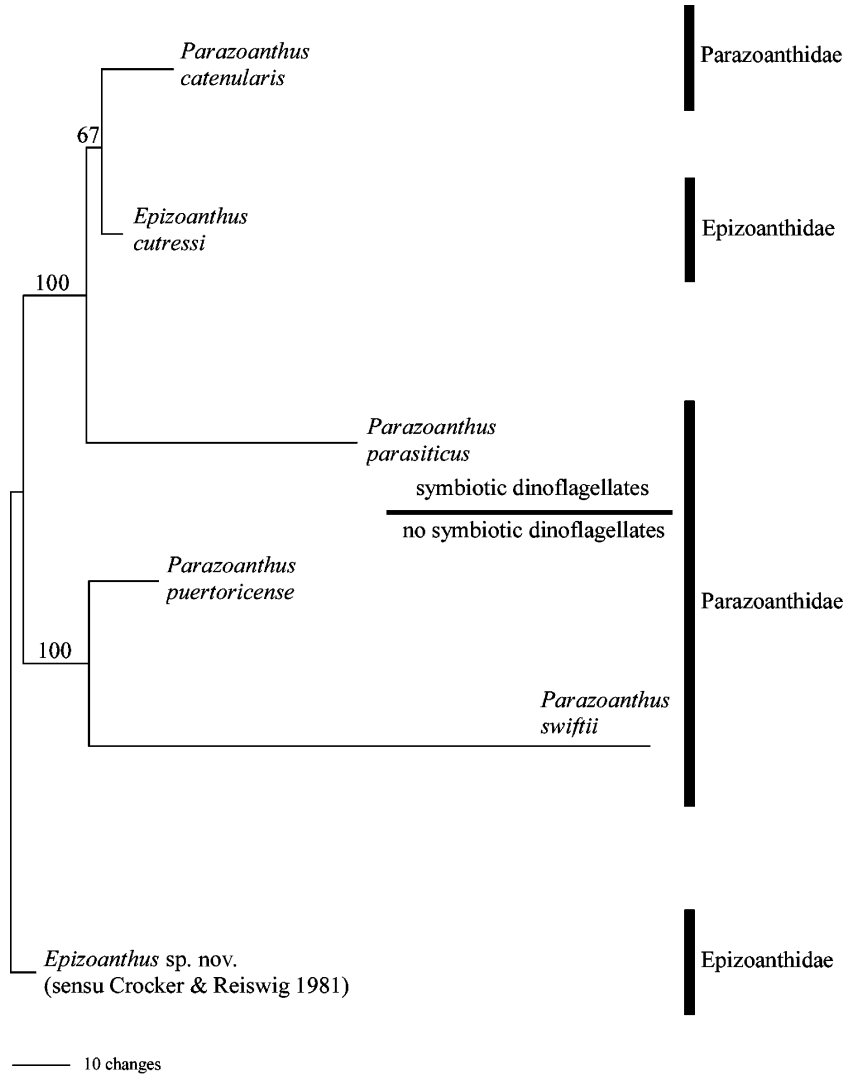 Parazoanthus
catenularis
Parazoanthidae
67
Epizoanthus
cutressi
Epizoanthidae
100
Parazoanthus
parasiticus
symbiotic dinoflagellates
no symbiotic dinoflagellates
Parazoanthus
puertoricense
Parazoanthidae
100
Parazoanthus
swiftii
Epizoanthus sp. nov.
(sensu Crocker & Reiswig 1981)
Epizoanthidae
10 changes